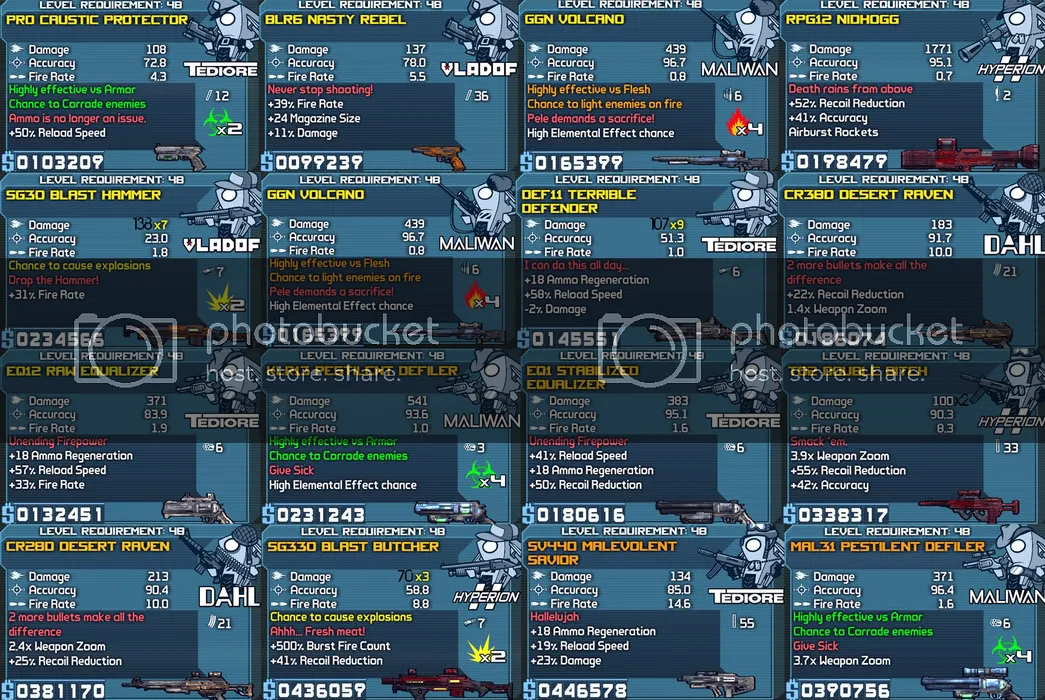 LEVEL REQUIREMENT: 48
PRO CAUSTIC PROTECTOR
Damage 108
Accuracy 72.8
Fire Rate 4.3
TEDIORE
Highly effective vs Armor
Chance to Corrode enemies
Ammo is no longer an issue.
+50% Reload Speed
12
x2
$0103209
LEVEL REQUIREMENT: 48
BLR6 NASTY REBEL
Damage 137
Accuracy 78.0
Fire Rate 5.5
VLADOF
Never stop shooting!
+39% Fire Rate
+24 Magazine Size
+11% Damage
36
$0099239
LEVEL REQUIREMENT: 48
GGN VOLCANO
Damage 439
Accuracy 96.7
Fire Rate 0.8
MALIWAN
Highly effective vs Flesh
Chance to light enemies on fire
Pele demands a sacrifice!
High Elemental Effect chance
6
x4
$0165399
LEVEL REQUIREMENT: 48
RPG12 NIDHOGG
Damage 1771
Accuracy 95.1
Fire Rate 0.7
HYPERION
Death rains from above
+52% Recoil Reduction
+41% Accuracy
Airburst Rockets
2
$0198479
LEVEL REQUIREMENT: 48
SG30 BLAST HAMMER
Damage 138 x7
Accuracy 23.0
Fire Rate 1.8
VLADOF
Chance to cause explosions
Drop the Hammer!
+31% Fire Rate
7
x2
$0234566
LEVEL REQUIREMENT: 48
GGN VOLCANO
Damage 439
Accuracy 96.7
Fire Rate 0.8
MALIWAN
Highly effective vs Flesh
Chance to light enemies on fire
Pele demands a sacrifice!
High Elemental Effect chance
6
x4
$0165399
LEVEL REQUIREMENT: 48
DEF11 TERRIBLE
DEFENDER
Damage 107 x9
Accuracy 51.3
Fire Rate 1.0
TEDIORE
I can do this all day...
+18 Ammo Regeneration
+58% Reload Speed
-2% Damage
6
$0145551
LEVEL REQUIREMENT: 48
CR380 DESERT RAVEN
Damage 183
Accuracy 91.7
Fire Rate 10.0
DAHL
2 more bullets make all the
difference
+22% Recoil Reduction
1.4x Weapon Zoom
21
photobucket
host. store. share.
photobucket
host. store. share.
LEVEL REQUIREMENT: 48
EQ12 RAW EQUALIZER
Damage 371
Accuracy 83.9
Fire Rate 1.9
TEDIORE
Unending Firepower
+18 Ammo Regeneration
+57% Reload Speed
+33% Fire Rate
6
$0132451
LEVEL REQUIREMENT: 48
DEFILER
Damage 541
Accuracy 93.6
Fire Rate 1.0
MALIWAN
Highly effective vs Armor
Chance to Corrode enemies
Give Sick
High Elemental Effect chance
3
x4
$0231243
LEVEL REQUIREMENT: 48
EQ1 STABILIZED
EQUALIZER
Damage 383
Accuracy 95.1
Fire Rate 1.6
TEDIORE
Unending Firepower
+41% Reload Speed
+18 Ammo Regeneration
+50% Recoil Reduction
6
$0180616
LEVEL REQUIREMENT: 48
Damage 100
Accuracy 90.3
Fire Rate 8.3
HYPERION
Smack 'em.
3.9x Weapon Zoom
+55% Recoil Reduction
+42% Accuracy
33
$0338317
LEVEL REQUIREMENT: 48
CR280 DESERT RAVEN
Damage 213
Accuracy 90.4
Fire Rate 10.0
DAHL
2 more bullets make all the
difference
2.4x Weapon Zoom
+25% Recoil Reduction
21
$0381170
LEVEL REQUIREMENT: 48
SG330 BLAST BUTCHER
Damage 70 x3
Accuracy 58.8
Fire Rate 8.8
HYPERION
Chance to cause explosions
Ahhh... Fresh meat!
+500% Burst Fire Count
+41% Recoil Reduction
7
x2
$0436059
LEVEL REQUIREMENT: 48
SV440 MALEVOLENT
SAVIOR
Damage 134
Accuracy 85.0
Fire Rate 14.6
TEDIORE
Hallelujah
+18 Ammo Regeneration
+19% Reload Speed
+23% Damage
55
$0446578
LEVEL REQUIREMENT: 48
MAL31 PESTILENT DEFILER
Damage 371
Accuracy 96.4
Fire Rate 1.6
MALIWAN
Highly effective vs Armor
Chance to Corrode enemies
Give Sick
3.7x Weapon Zoom
6
x4
$0390756